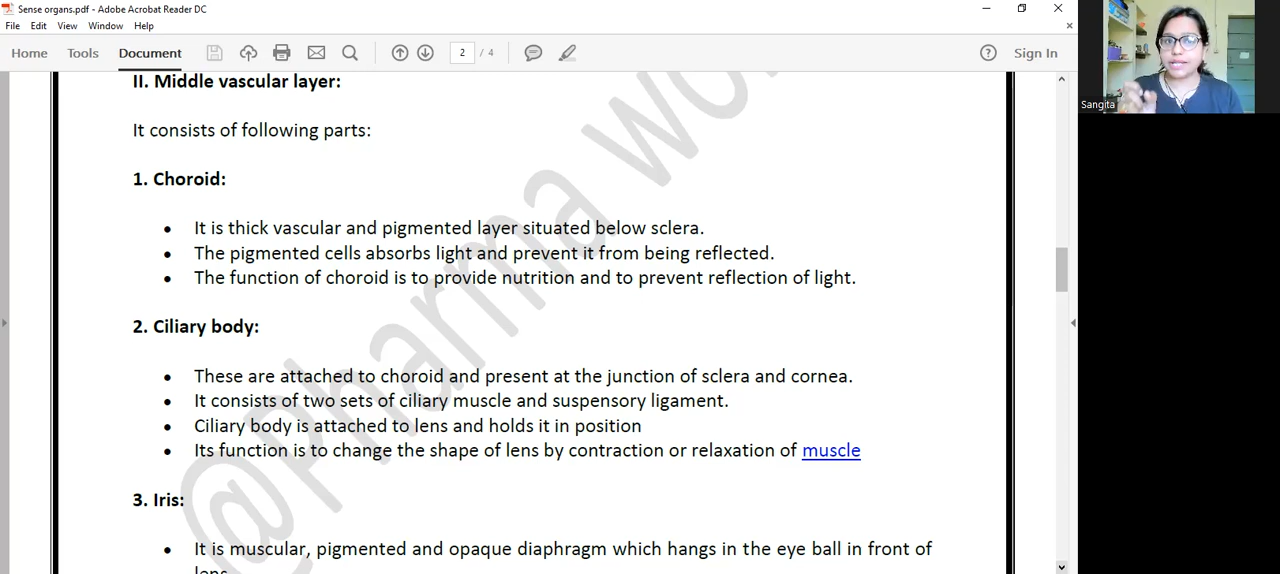 Sense organs.pdf - Adobe Acrobat Reader DC
File Edit View Window Help
Home Tools Document 2 / 4 Sign In
Sangita
II. Middle vascular layer:
It consists of following parts:
1. Choroid:
• It is thick vascular and pigmented layer situated below sclera.
• The pigmented cells absorbs light and prevent it from being reflected.
• The function of choroid is to provide nutrition and to prevent reflection of light.
2. Ciliary body:
• These are attached to choroid and present at the junction of sclera and cornea.
• It consists of two sets of ciliary muscle and suspensory ligament.
• Ciliary body is attached to lens and holds it in position
• Its function is to change the shape of lens by contraction or relaxation of muscle
3. Iris:
• It is muscular, pigmented and opaque diaphragm which hangs in the eye ball in front of
lens
@Pharma wo